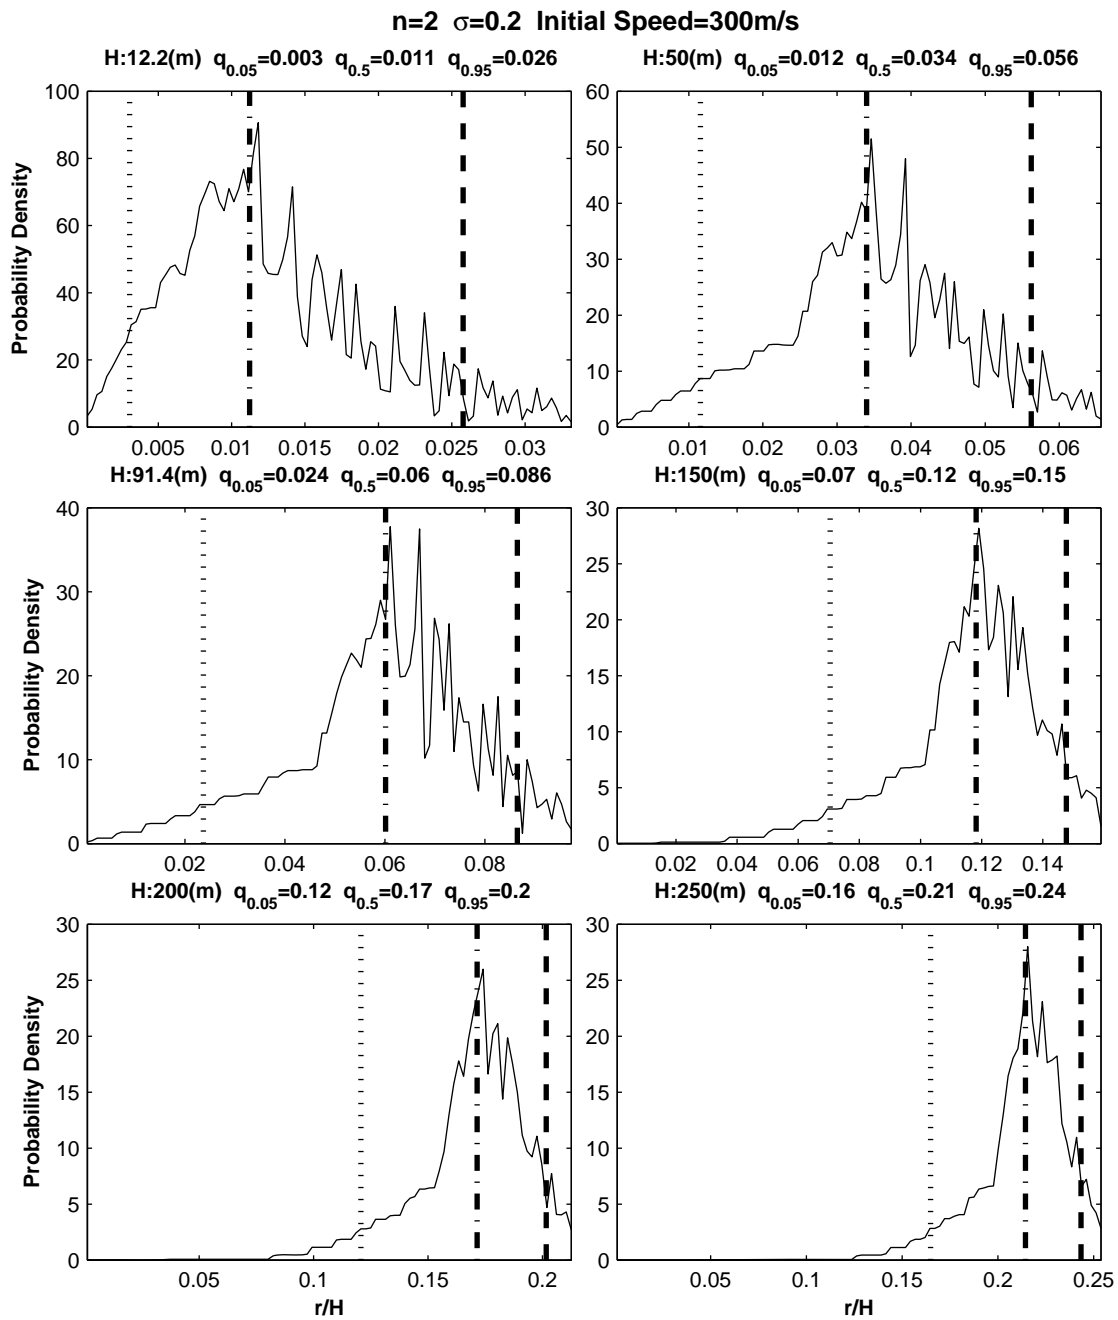 n=2 σ=0.2 Initial Speed=300m/s
H:12.2(m) q0.05=0.003 q0.5=0.011 q0.95=0.026
H:50(m) q0.05=0.012 q0.5=0.034 q0.95=0.056
100
80
60
40
20
0
Probability Density
0.005 0.01 0.015 0.02 0.025 0.03
60
50
40
30
20
10
0
0.01 0.02 0.03 0.04 0.05 0.06
H:91.4(m) q0.05=0.024 q0.5=0.06 q0.95=0.086
H:150(m) q0.05=0.07 q0.5=0.12 q0.95=0.15
40
30
20
10
0
Probability Density
0.02 0.04 0.06 0.08
30
25
20
15
10
5
0
0.02 0.04 0.06 0.08 0.1 0.12 0.14
H:200(m) q0.05=0.12 q0.5=0.17 q0.95=0.2
H:250(m) q0.05=0.16 q0.5=0.21 q0.95=0.24
30
25
20
15
10
5
0
Probability Density
0.05 0.1 0.15 0.2
r/H
30
25
20
15
10
5
0
0.05 0.1 0.15 0.2 0.25
r/H